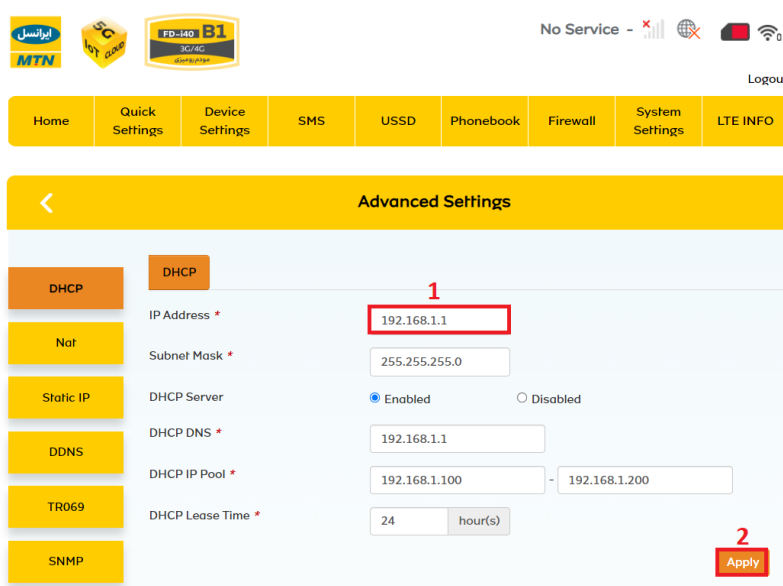 ایرانسل
MTN
5G
IoT CLOUD
FD-i40 B1
3G/4G
مودم رومیزی
No Service -
0
Logou
Home
Quick Settings
Device Settings
SMS
USSD
Phonebook
Firewall
System Settings
LTE INFO
Advanced Settings
DHCP
Nat
Static IP
DDNS
TR069
SNMP
DHCP
1
IP Address *
192.168.1.1
Subnet Mask *
255.255.255.0
DHCP Server
Enabled
Disabled
DHCP DNS *
192.168.1.1
DHCP IP Pool *
192.168.1.100 - 192.168.1.200
DHCP Lease Time *
24 hour(s)
2
Apply